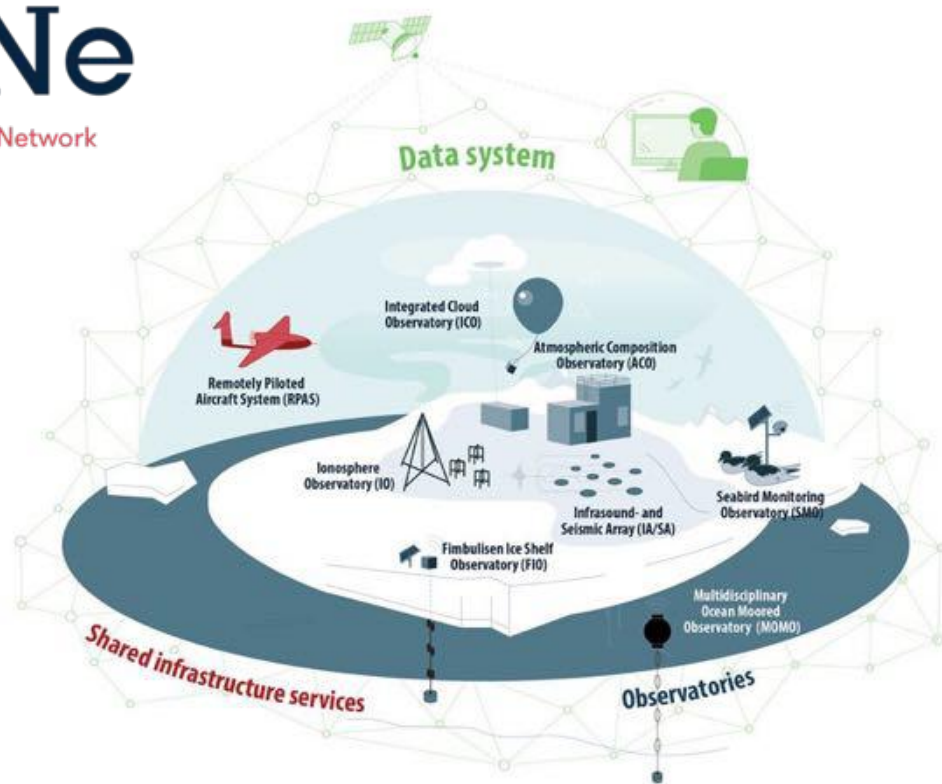 Ne
Network
Data system
Integrated Cloud
Observatory (ICO)
Atmospheric Composition
Observatory (ACO)
Remotely Piloted
Aircraft System (RPAS)
Ionosphere
Observatory (IO)
Seabird Monitoring
Observatory (SMO)
Infrasound- and
Seismic Array (IA/SA)
Fimbulisen Ice Shelf
Observatory (FIO)
Multidisciplinary
Ocean Moored
Observatory (MOMO)
Shared infrastructure services
Observatories